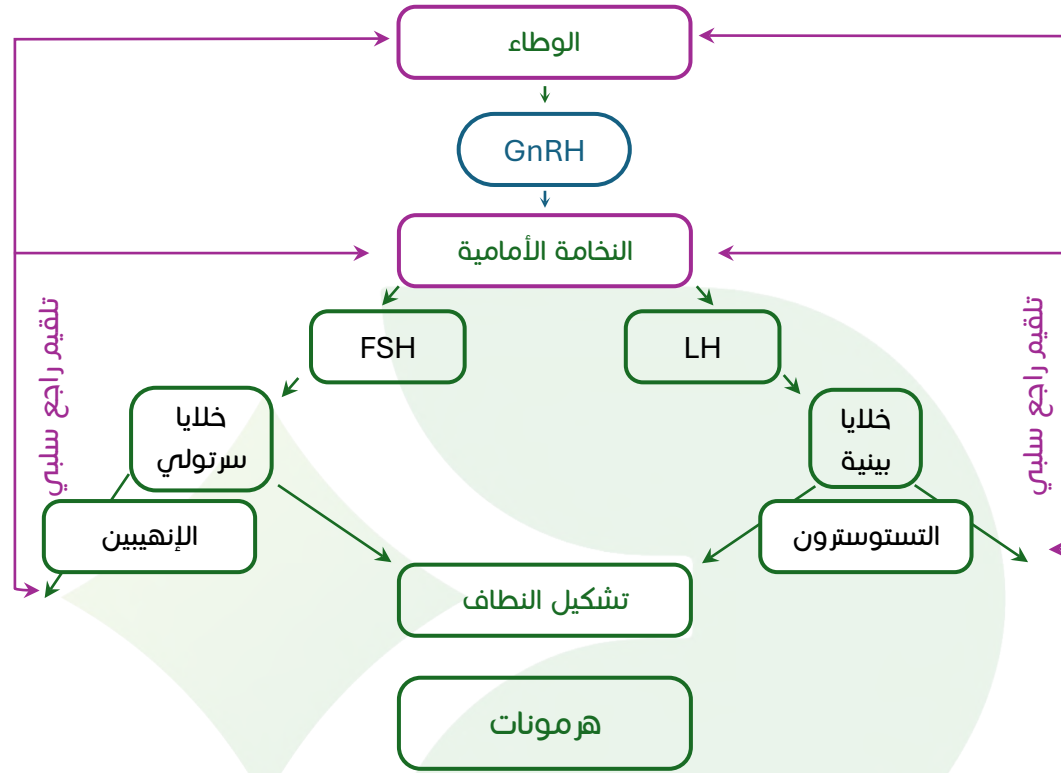 الوطاء
GnRH
النخامة الأمامية
FSH
LH
تلقيم راجع سلبي
تلقيم راجع سلبي
خلايا
سرتولي
خلايا
بينية
الإنهيبين
التستوسترون
تشكيل النطاف
هرمونات